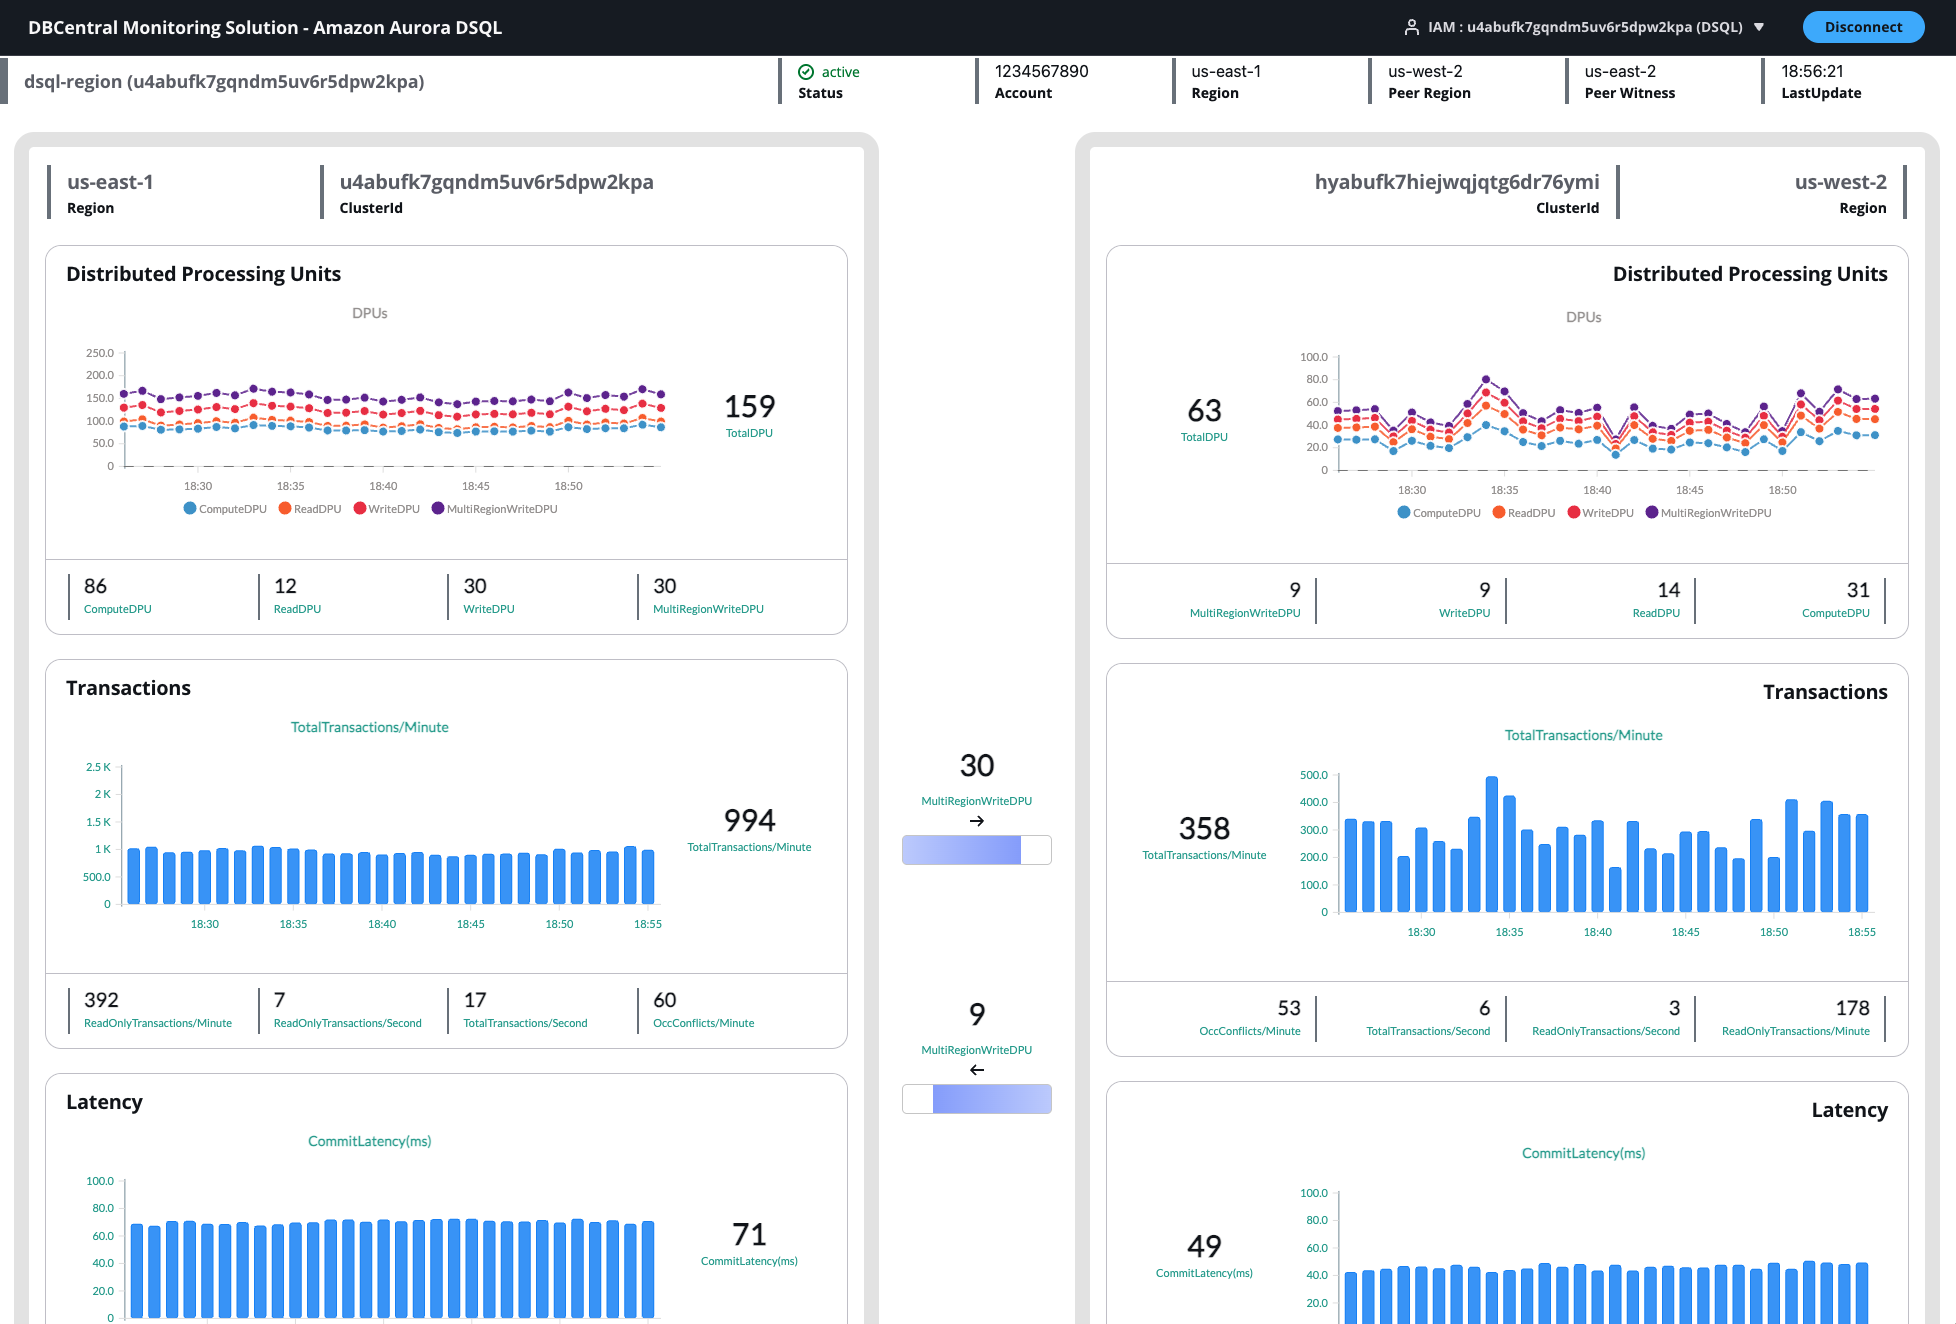 DBCentral Monitoring Solution - Amazon Aurora DSQL
IAM : u4abufk7gqndm5uv6r5dpw2kpa (DSQL)
Disconnect
dsql-region (u4abufk7gqndm5uv6r5dpw2kpa)
active
Status
1234567890
Account
us-east-1
Region
us-west-2
Peer Region
us-east-2
Peer Witness
18:56:21
LastUpdate
us-east-1
Region
u4abufk7gqndm5uv6r5dpw2kpa
ClusterId
Distributed Processing Units
DPUs
250.0
200.0
150.0
100.0
50.0
0
18:30 18:35 18:40 18:45 18:50
ComputeDPU ReadDPU WriteDPU MultiRegionWriteDPU
159
TotalDPU
86
ComputeDPU
12
ReadDPU
30
WriteDPU
30
MultiRegionWriteDPU
Transactions
TotalTransactions/Minute
2.5 K
2 K
1.5 K
1 K
500.0
0
18:30 18:35 18:40 18:45 18:50 18:55
994
TotalTransactions/Minute
392
ReadOnlyTransactions/Minute
7
ReadOnlyTransactions/Second
17
TotalTransactions/Second
60
OccConflicts/Minute
Latency
CommitLatency(ms)
100.0
80.0
60.0
40.0
20.0
0
71
CommitLatency(ms)
30
MultiRegionWriteDPU
→
9
MultiRegionWriteDPU
←
hyabufk7hiejwqjqtg6dr76ymi
ClusterId
us-west-2
Region
Distributed Processing Units
DPUs
63
TotalDPU
100.0
80.0
60.0
40.0
20.0
0
18:30 18:35 18:40 18:45 18:50
ComputeDPU ReadDPU WriteDPU MultiRegionWriteDPU
9
MultiRegionWriteDPU
9
WriteDPU
14
ReadDPU
31
ComputeDPU
Transactions
TotalTransactions/Minute
358
TotalTransactions/Minute
500.0
400.0
300.0
200.0
100.0
0
18:30 18:35 18:40 18:45 18:50 18:55
53
OccConflicts/Minute
6
TotalTransactions/Second
3
ReadOnlyTransactions/Second
178
ReadOnlyTransactions/Minute
Latency
CommitLatency(ms)
49
CommitLatency(ms)
100.0
80.0
60.0
40.0
20.0